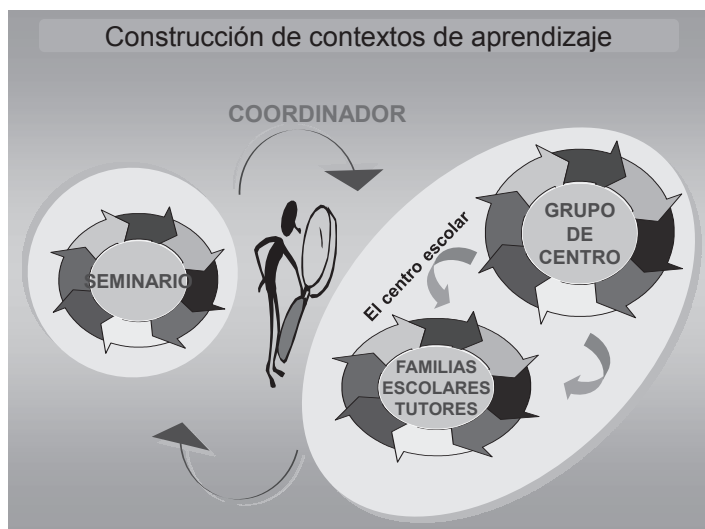 Construcción de contextos de aprendizaje
COORDINADOR
SEMINARIO
El centro escolar
GRUPO
DE
CENTRO
FAMILIAS
ESCOLARES
TUTORES